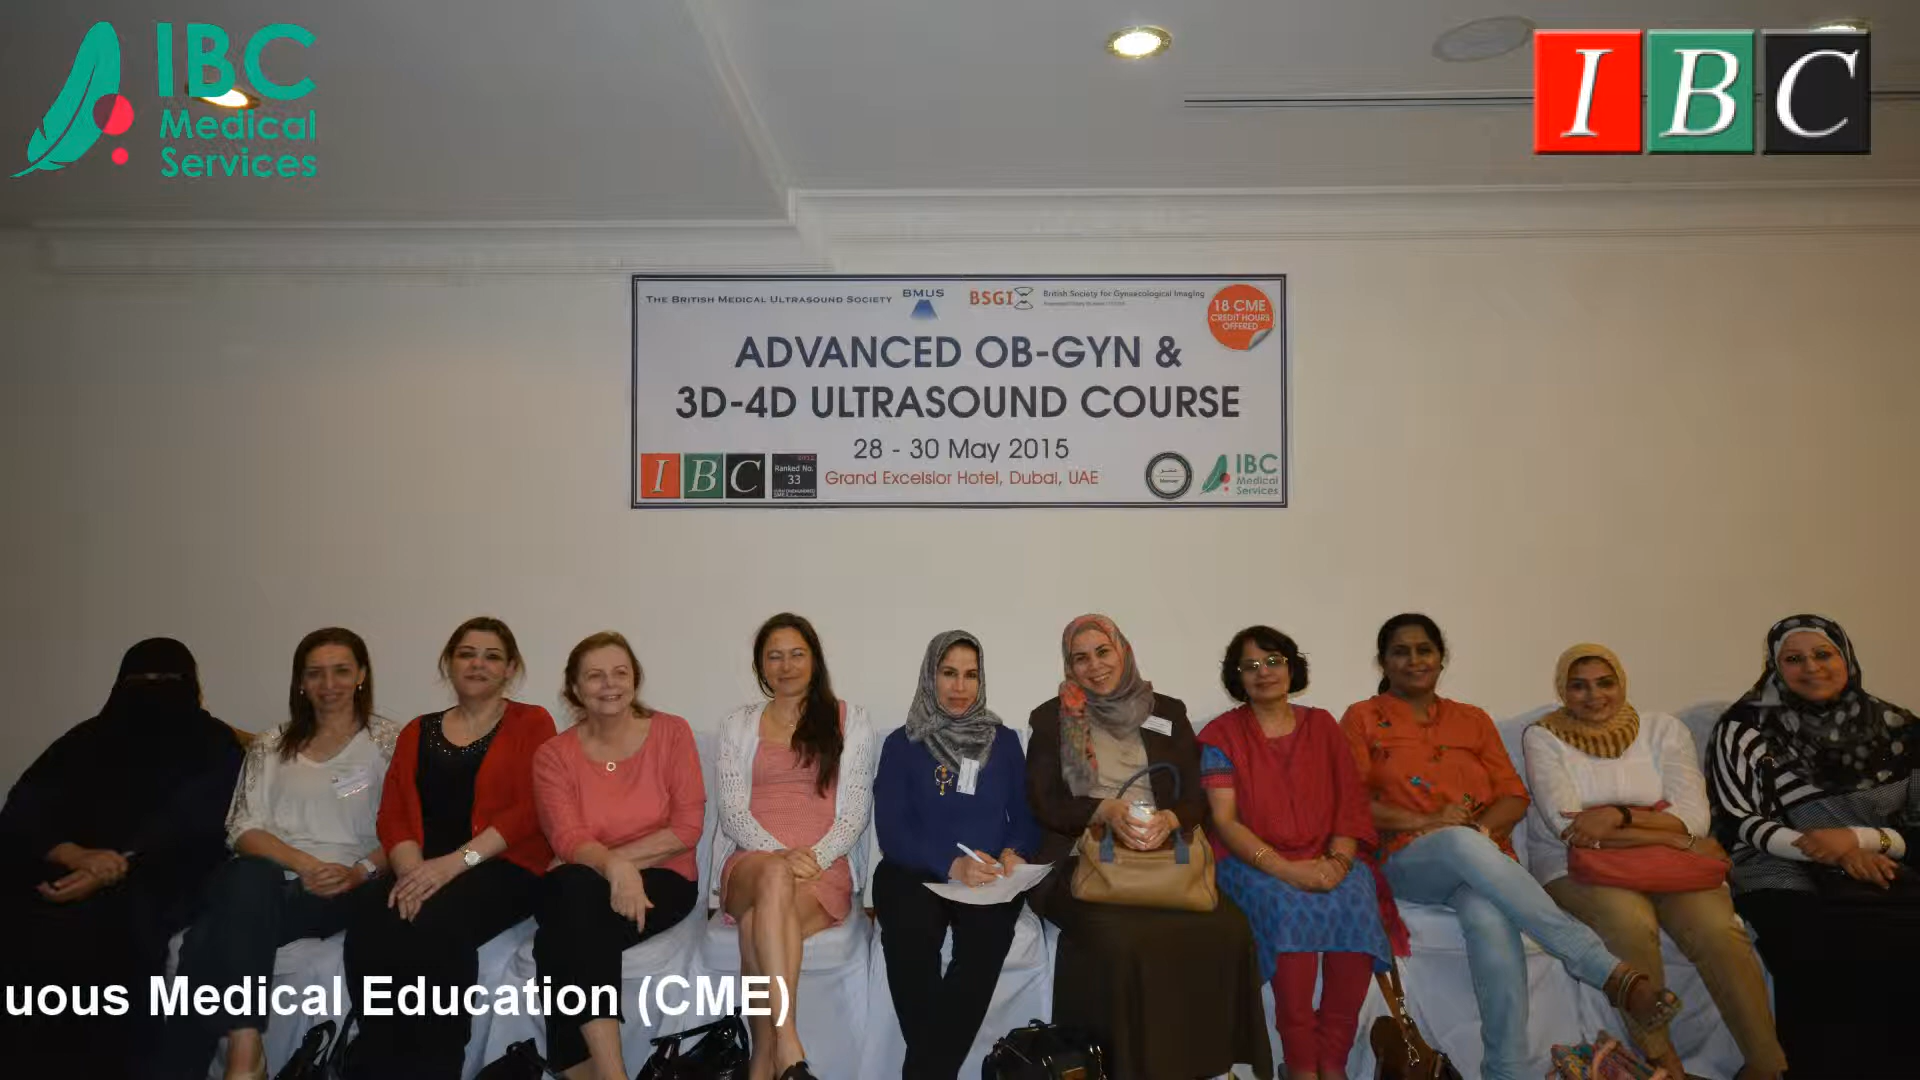 IBC
Medical
Services
I B C
THE BRITISH MEDICAL ULTRASOUND SOCIETY
BMUS
BSGI
British Society for Gynaecological Imaging
18 CME
CREDIT HOURS
OFFERED
ADVANCED OB-GYN &
3D-4D ULTRASOUND COURSE
28 - 30 May 2015
Grand Excelsior Hotel, Dubai, UAE
I B C
2012
Ranked No.
33
IBC
Medical
Services
uous Medical Education (CME)